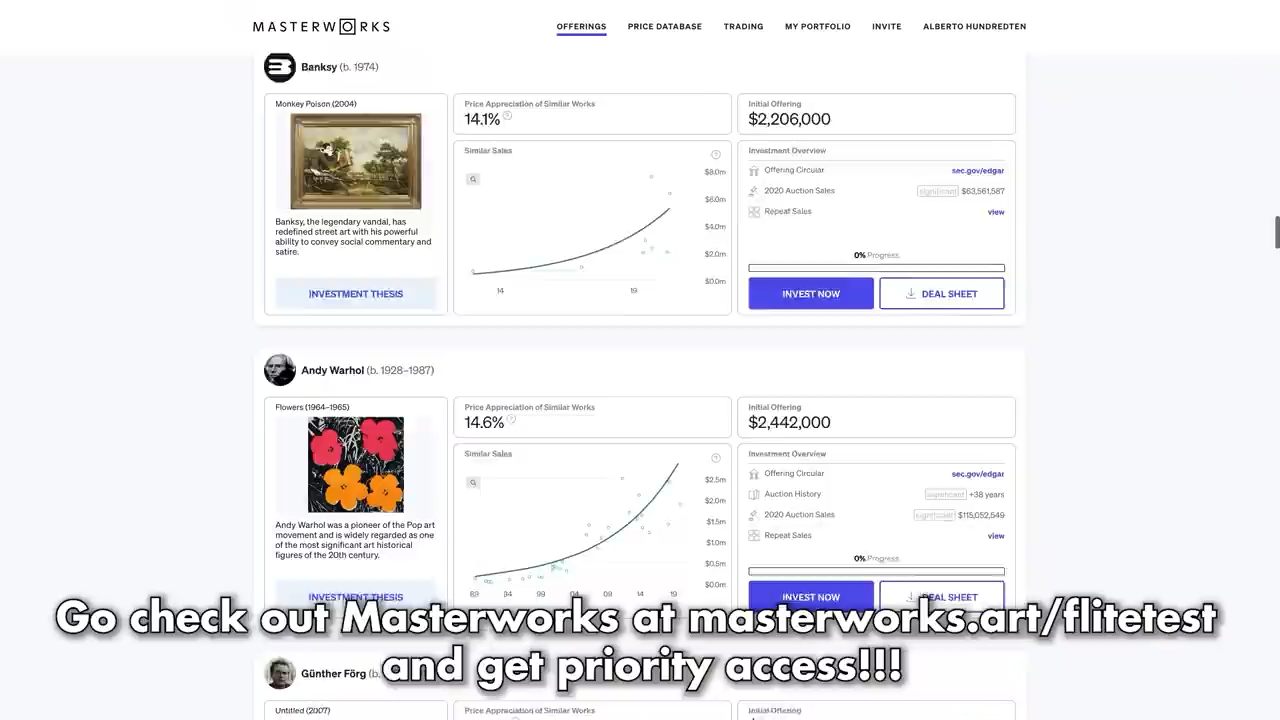 MASTERWORKS
OFFERINGS PRICE DATABASE TRADING MY PORTFOLIO INVITE ALBERTO HUNDREDTEN
Banksy (b. 1974)
Monkey Poison (2004)
Banksy, the legendary vandal, has
redefined street art with his powerful
ability to convey social commentary and
satire.
INVESTMENT THESIS
Price Appreciation of Similar Works
14.1%
Similar Sales
$8.0m
$6.0m
$4.0m
$2.0m
$0.0m
14 19
Initial Offering
$2,206,000
Investment Overview
Offering Circular sec.gov/edgar
2020 Auction Sales significant $63,561,587
Repeat Sales view
0% Progress
INVEST NOW DEAL SHEET
Andy Warhol (b. 1928–1987)
Flowers (1964–1965)
Andy Warhol was a pioneer of the Pop art
movement and is widely regarded as one
of the most significant art historical
figures of the 20th century.
INVESTMENT THESIS
Price Appreciation of Similar Works
14.6%
Similar Sales
$2.5m
$2.0m
$1.5m
$1.0m
$0.5m
$0.0m
89 94 99 04 09 14 19
Initial Offering
$2,442,000
Investment Overview
Offering Circular sec.gov/edgar
Auction History significant +38 years
2020 Auction Sales significant $115,052,549
Repeat Sales view
0% Progress
INVEST NOW DEAL SHEET
Go check out Masterworks at masterworks.art/flitetest
and get priority access!!!
Günther Förg (b.
Untitled (2007)
Price Appreciation of Similar Works
Initial Offering